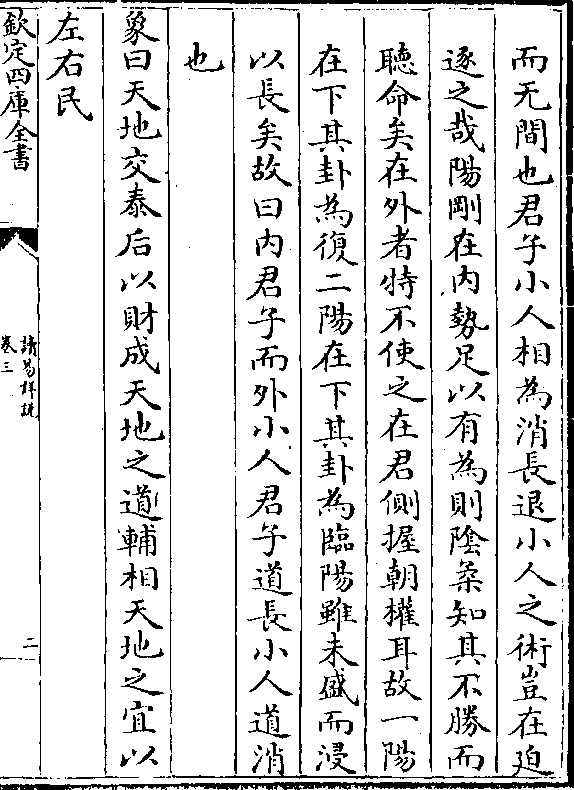 而无間也君子小人相為消長退小人之術豈在迫
逐之哉陽剛在内勢足以有為則陰柔知其不勝而
聽命矣在外者特不使之在君側握朝權耳故一陽
在下其卦為復二陽在下其卦為臨陽雖未盛而浸
以長矣故曰内君子而外小人君子道長小人道消
也
象曰天地交泰后以財成天地之道輔相天地之宜以
左右民
欽定四庫全書
讀易詳説
卷三
二